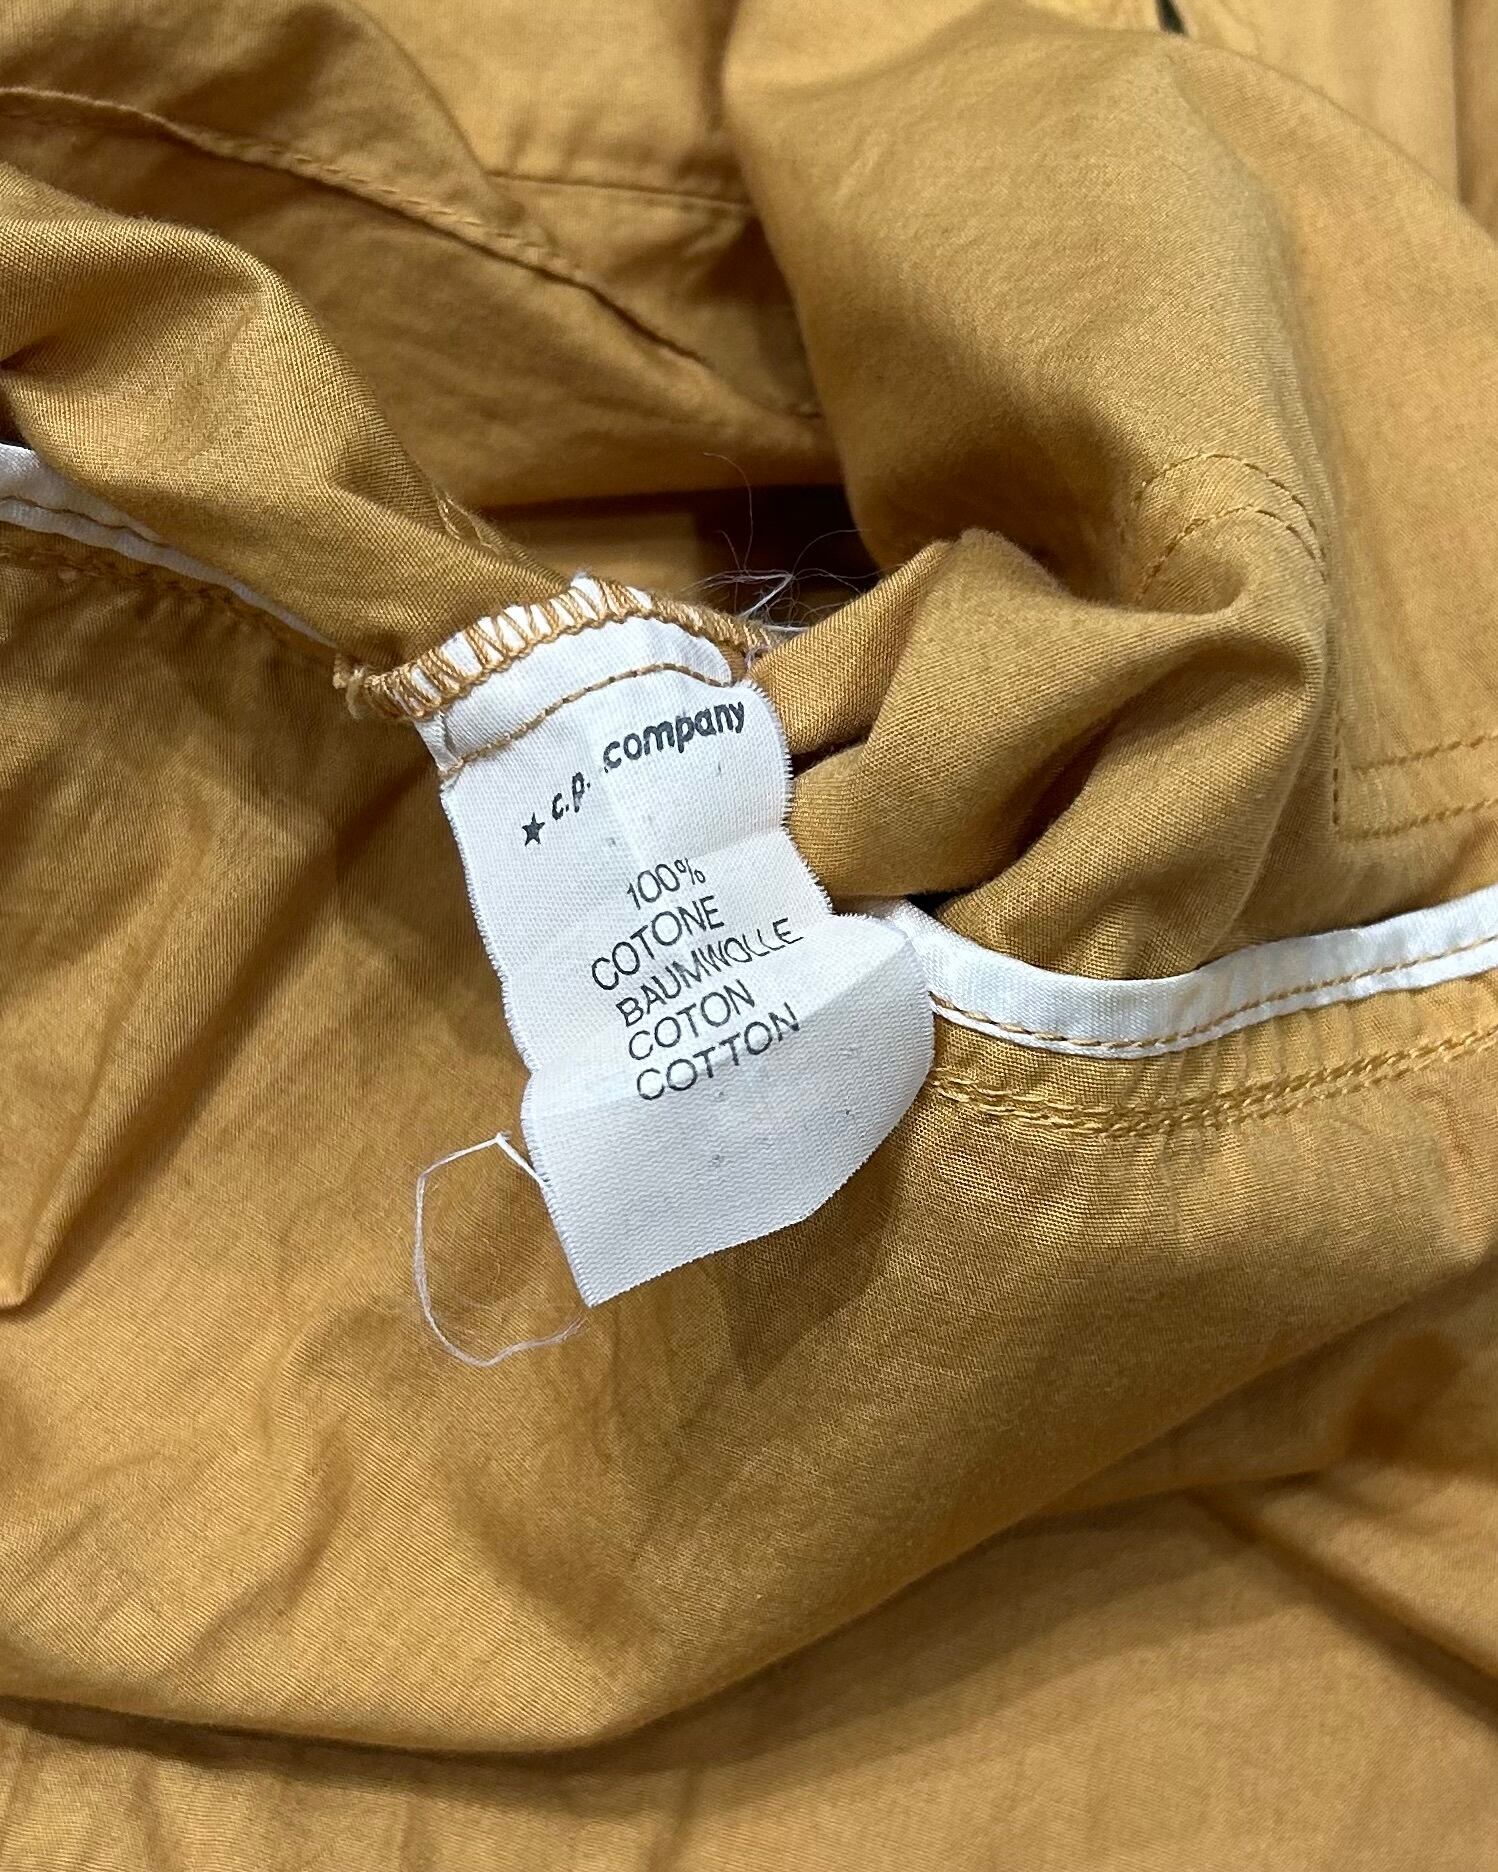 ★ c.p. company
100%
COTONE
BAUMWOLLE
COTON
COTTON